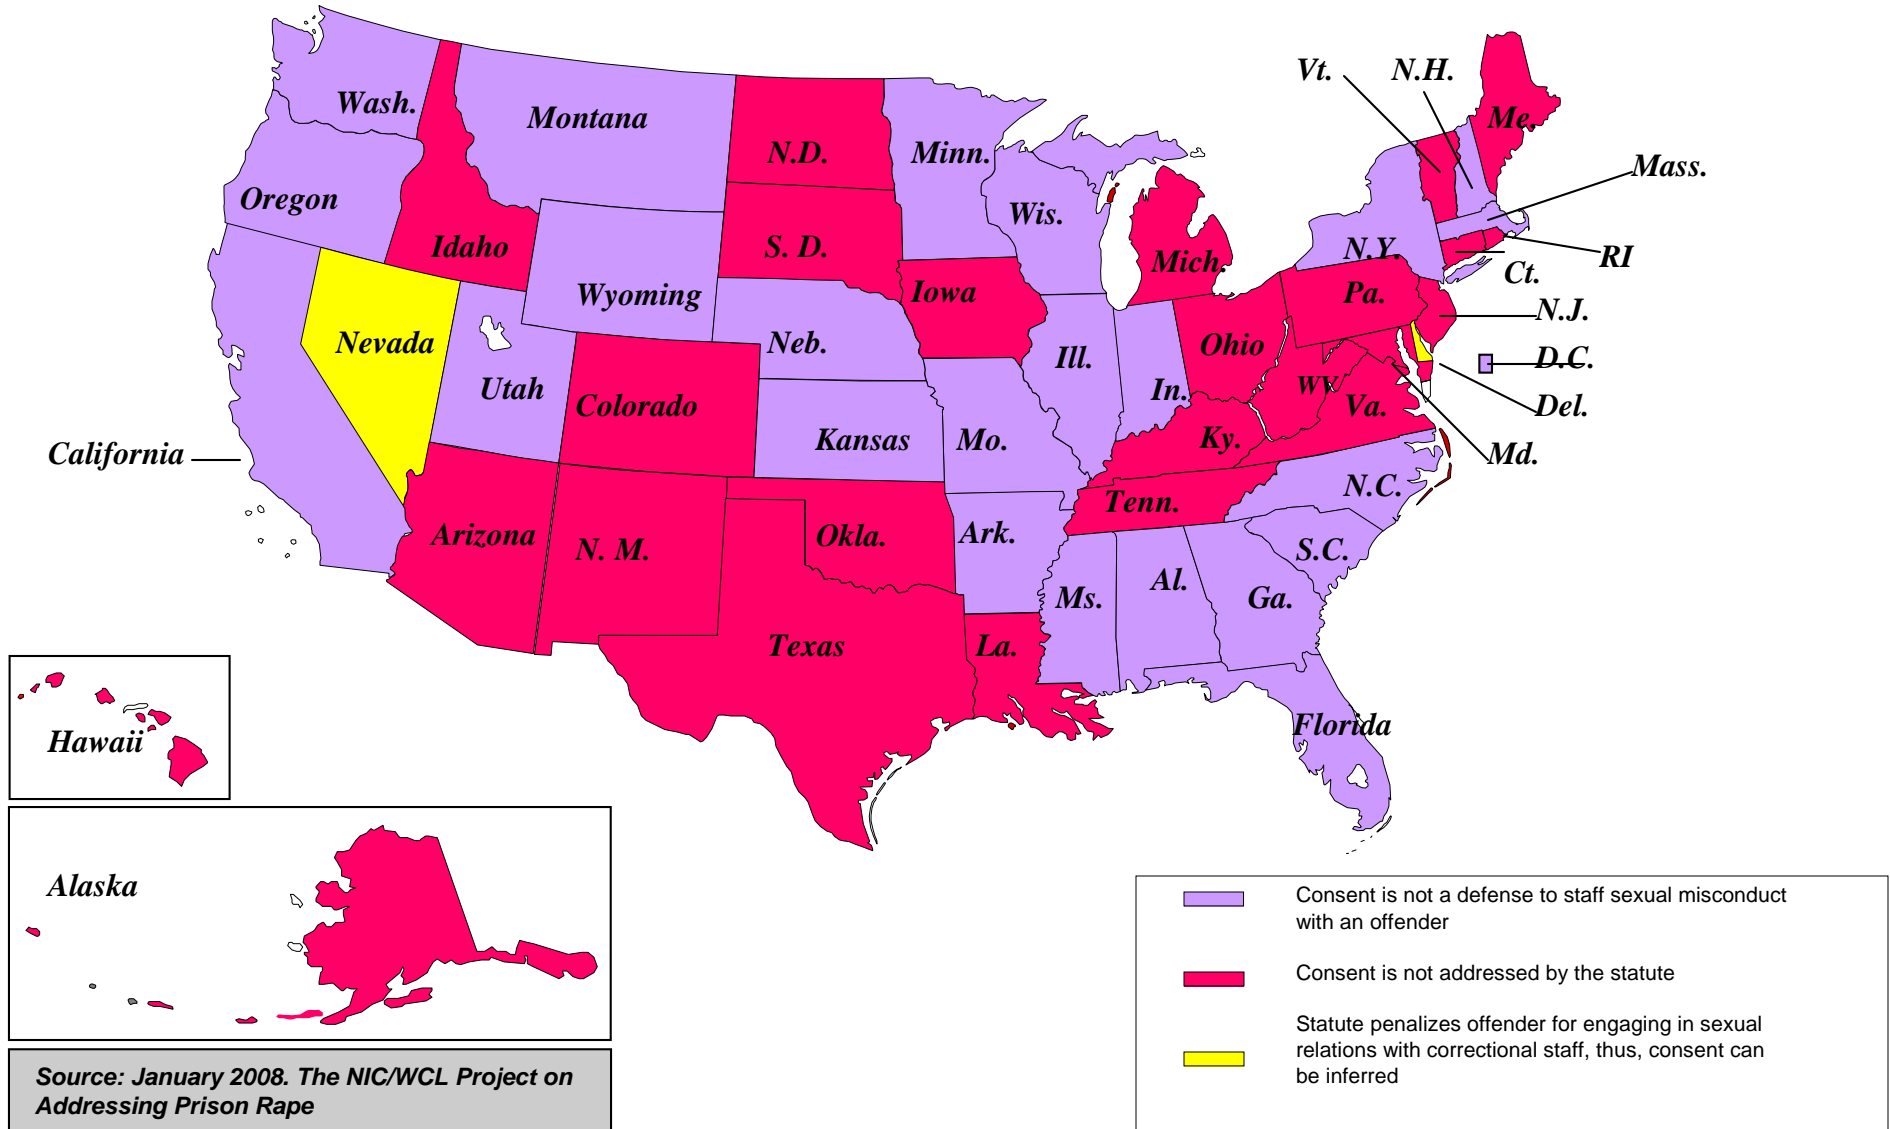 Vt.
N.H.
Me.
Wash.
Montana
N.D.
Minn.
Mass.
Oregon
Wis.
Idaho
S. D.
Mich.
N.Y.
RI
Ct.
Wyoming
Iowa
Pa.
N.J.
Nevada
Neb.
Ill.
Ohio
D.C.
Utah
Colorado
In.
WV
Va.
Del.
California
Kansas
Mo.
Ky.
Md.
N.C.
Tenn.
Arizona
N. M.
Okla.
Ark.
S.C.
Ms.
Al.
Ga.
Texas
La.
Florida
Hawaii
Alaska
Consent is not a defense to staff sexual misconduct
with an offender
Consent is not addressed by the statute
Statute penalizes offender for engaging in sexual
relations with correctional staff, thus, consent can
be inferred
Source: January 2008. The NIC/WCL Project on
Addressing Prison Rape